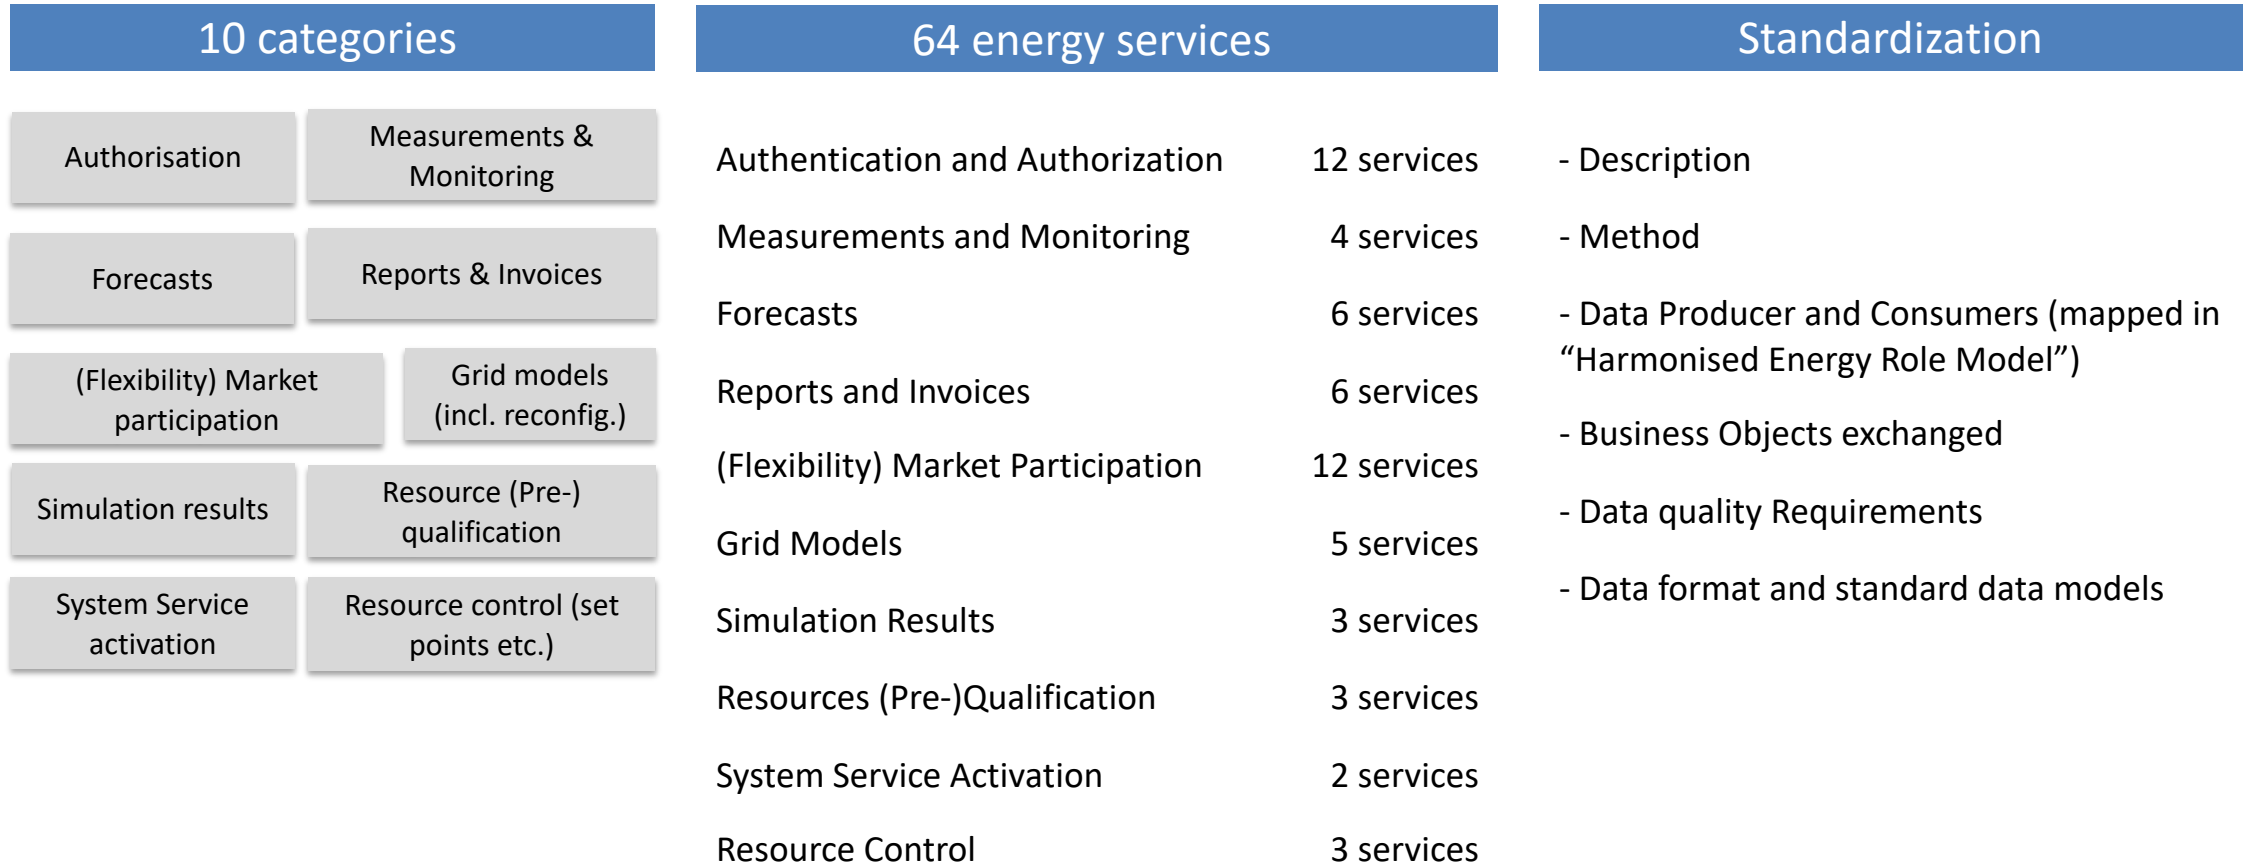 10 categories
Authorisation
Measurements &
Monitoring
Forecasts
Reports & Invoices
(Flexibility) Market
participation
Grid models
(incl. reconfig.)
Simulation results
Resource (Pre-)
qualification
System Service
activation
Resource control (set
points etc.)
64 energy services
Authentication and Authorization 12 services
Measurements and Monitoring 4 services
Forecasts 6 services
Reports and Invoices 6 services
(Flexibility) Market Participation 12 services
Grid Models 5 services
Simulation Results 3 services
Resources (Pre-)Qualification 3 services
System Service Activation 2 services
Resource Control 3 services
Standardization
- Description
- Method
- Data Producer and Consumers (mapped in
“Harmonised Energy Role Model”)
- Business Objects exchanged
- Data quality Requirements
- Data format and standard data models